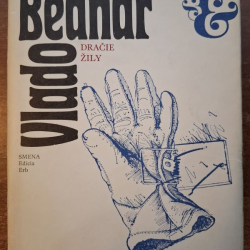 Vlado
Bednár
DRAČIE
ŽILY
SMENA
Edícia
Erb
&